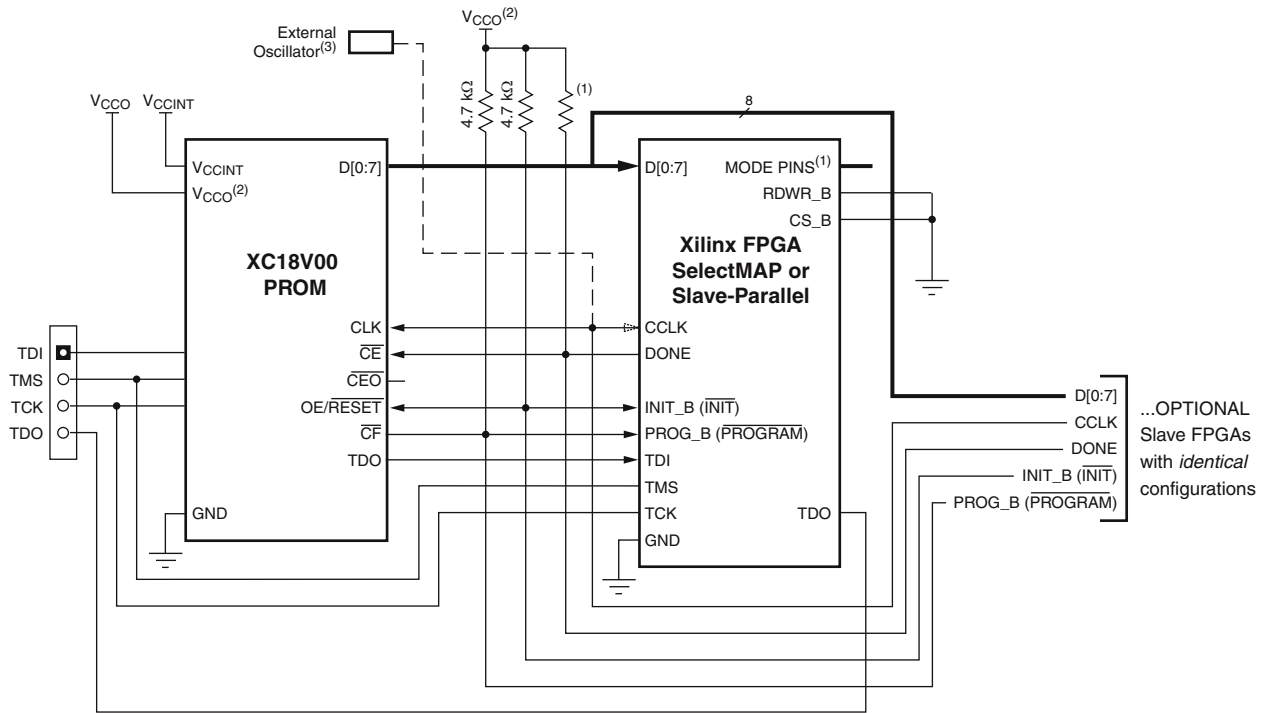 External
Oscillator(3)
VCCO(2)
VCCO
VCCINT
4.7 kΩ
4.7 kΩ
(1)
8
VCCINT
VCCO(2)
D[0:7]
XC18V00
PROM
CLK
CE
CEO
OE/RESET
CF
TDO
GND
TDI
TMS
TCK
TDO
D[0:7]
MODE PINS(1)
RDWR_B
CS_B
Xilinx FPGA
SelectMAP or
Slave-Parallel
CCLK
DONE
INIT_B (INIT)
PROG_B (PROGRAM)
TDI
TMS
TCK
TDO
GND
D[0:7]
CCLK
DONE
INIT_B (INIT)
PROG_B (PROGRAM)
...OPTIONAL
Slave FPGAs
with identical
configurations